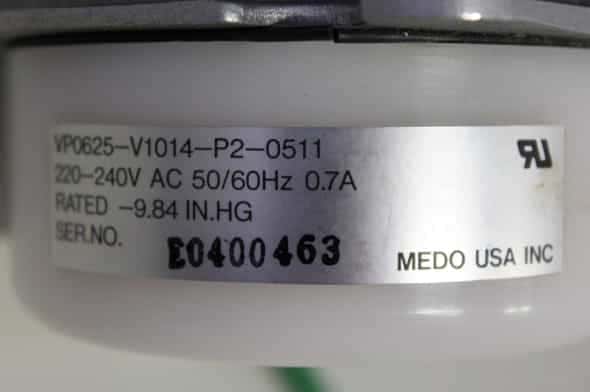 VP0625-V1014-P2-0511
220-240V AC 50/60Hz 0.7A
RATED -9.84 IN.HG
SER.NO. E0400463
MEDO USA INC